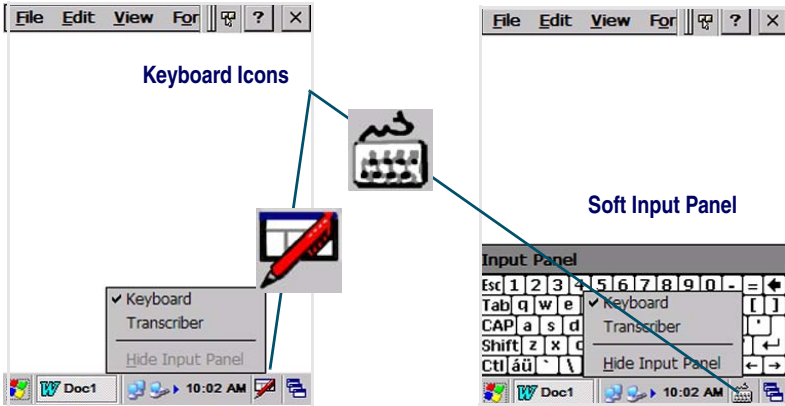 File Edit View For ? ×
Keyboard Icons
✓ Keyboard
Transcriber
Hide Input Panel
Doc1 10:02 AM
File Edit View For ? ×
Soft Input Panel
Input Panel
Esc 1 2 3 4 5 6 7 8 9 0 - =
Tab q w e [ ]
CAP a s d '
Shift z x c
Ctl áü ` \
✓ Keyboard
Transcriber
Hide Input Panel
Doc1 10:02 AM